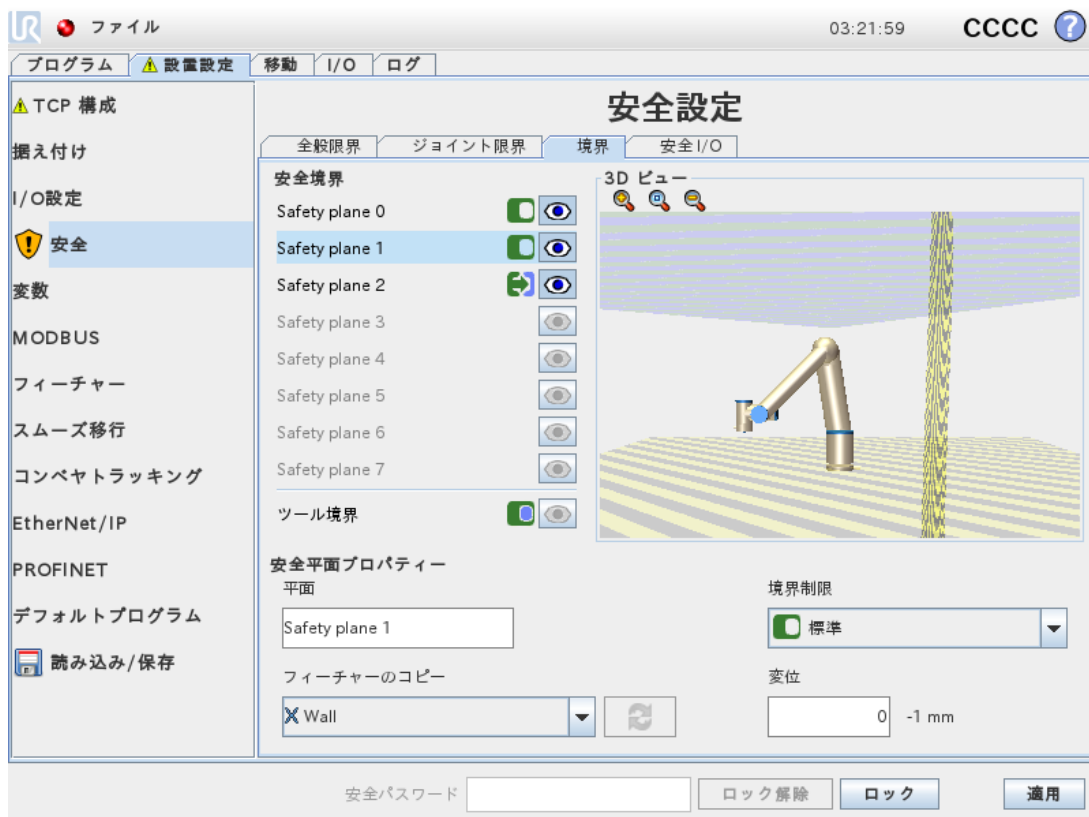 UR ファイル 03:21:59 CCCC ?
プログラム 設置設定 移動 I/O ログ
TCP 構成
据え付け
I/O設定
安全
変数
MODBUS
フィーチャー
スムーズ移行
コンベヤトラッキング
EtherNet/IP
PROFINET
デフォルトプログラム
読み込み/保存
安全設定
全般限界 ジョイント限界 境界 安全I/O
安全境界
Safety plane 0
Safety plane 1
Safety plane 2
Safety plane 3
Safety plane 4
Safety plane 5
Safety plane 6
Safety plane 7
ツール境界
3D ビュー
安全平面プロパティー
平面 境界制限
Safety plane 1 標準
フィーチャーのコピー 変位
Wall 0 -1 mm
安全パスワード ロック解除 ロック 適用